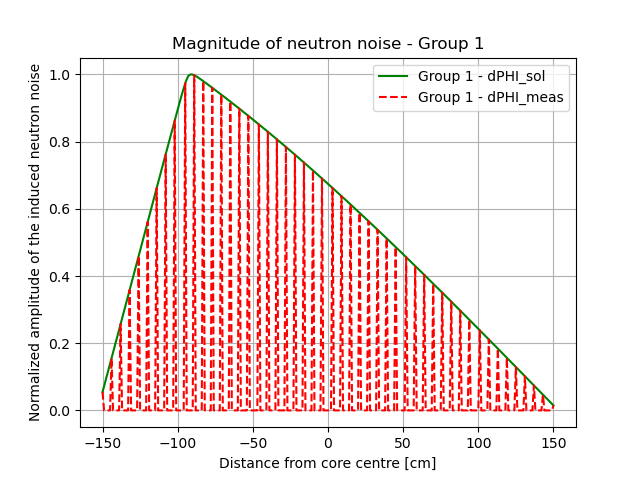 Magnitude of neutron noise - Group 1
Normalized amplitude of the induced neutron noise
1.0
0.8
0.6
0.4
0.2
0.0
Group 1 - dPHI_sol
Group 1 - dPHI_meas
−150
−100
−50
0
50
100
150
Distance from core centre [cm]